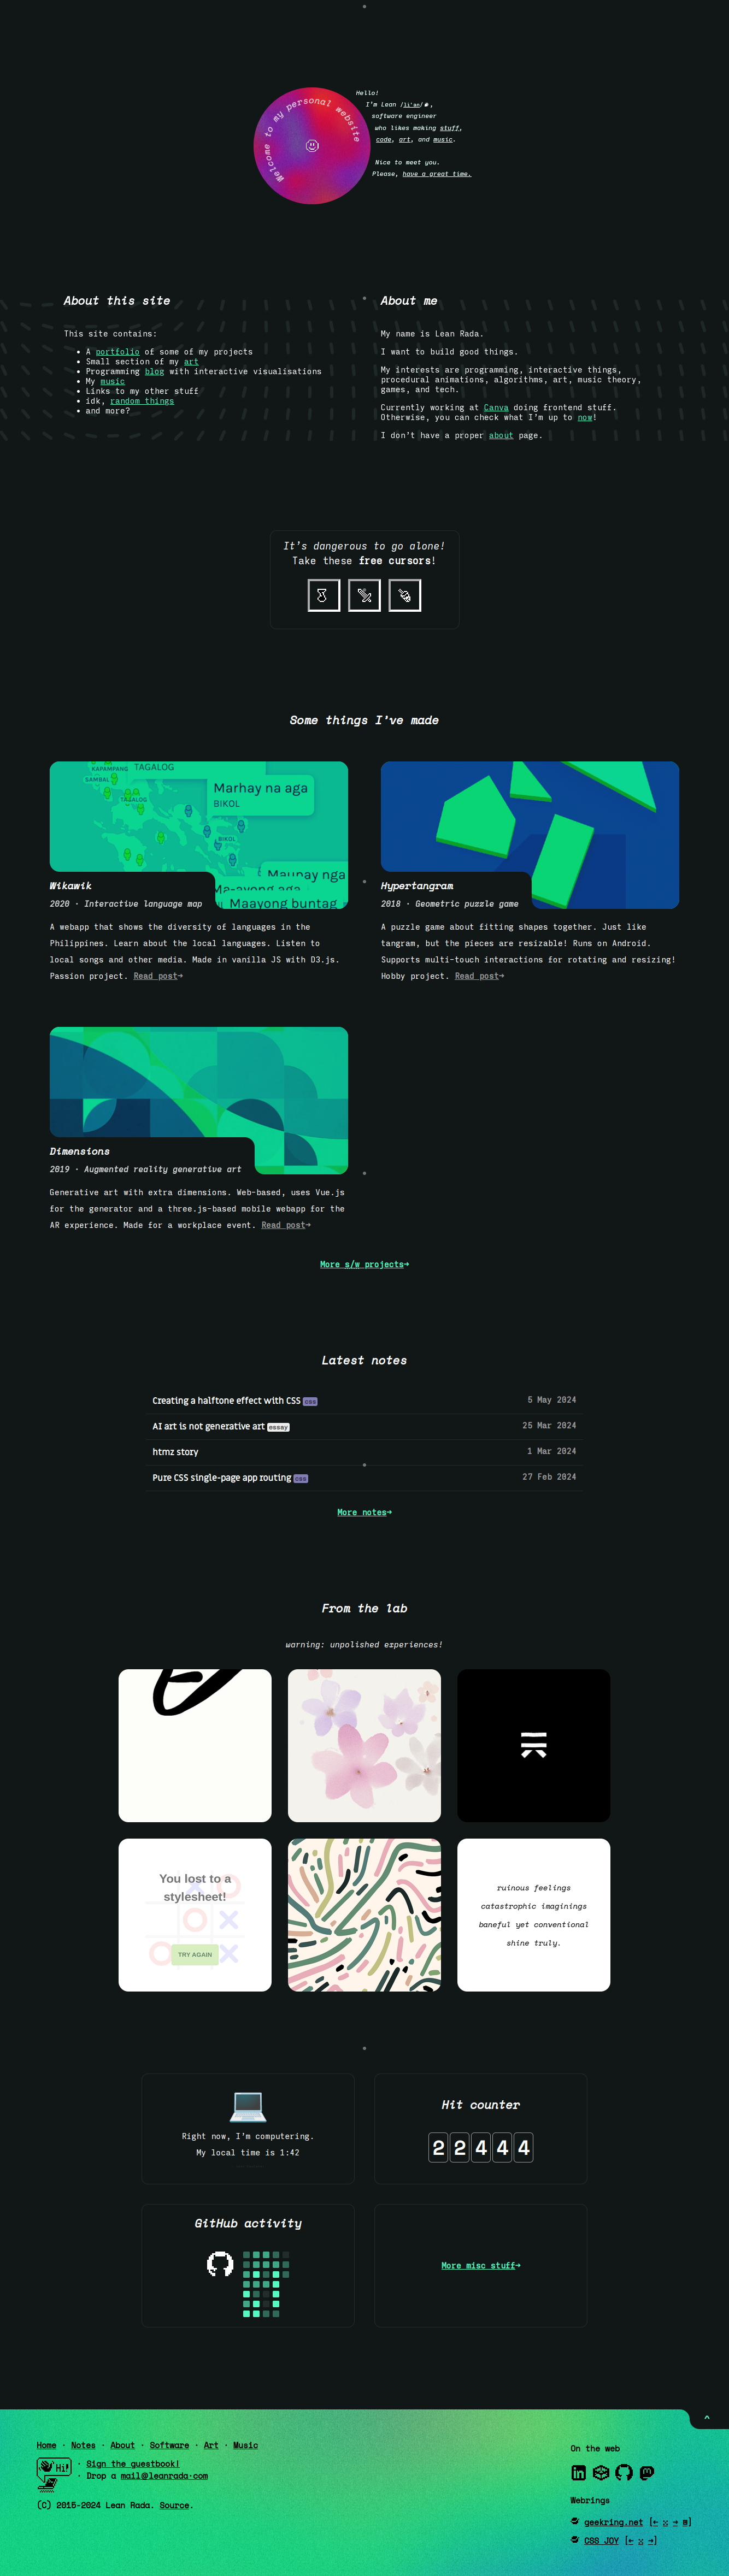 Welcome to my personal website
Hello!
I'm Lean /li'an/,
software engineer
who likes making stuff,
code, art, and music.
Nice to meet you.
Please, have a great time.
About this site
This site contains:
• A portfolio of some of my projects
• Small section of my art
• Programming blog with interactive visualisations
• My music
• Links to my other stuff
• idk, random things
• and more?
About me
My name is Lean Rada.
I want to build good things.
My interests are programming, interactive things,
procedural animations, algorithms, art, music theory,
games, and tech.
Currently working at Canva doing frontend stuff.
Otherwise, you can check what I'm up to now!
I don't have a proper about page.
It's dangerous to go alone!
Take these free cursors!
Some things I've made
KAPAMPANG
TAGALOG
SAMBAL
TAGALOG
Marhay na aga
BIKOL
BIKOL
Maupay nga
Ma-ayong aga
Maayong buntag
Wikawik
2020 · Interactive language map
A webapp that shows the diversity of languages in the
Philippines. Learn about the local languages. Listen to
local songs and other media. Made in vanilla JS with D3.js.
Passion project. Read post→
Hypertangram
2018 · Geometric puzzle game
A puzzle game about fitting shapes together. Just like
tangram, but the pieces are resizable! Runs on Android.
Supports multi-touch interactions for rotating and resizing!
Hobby project. Read post→
Dimensions
2019 · Augmented reality generative art
Generative art with extra dimensions. Web-based, uses Vue.js
for the generator and a three.js-based mobile webapp for the
AR experience. Made for a workplace event. Read post→
More s/w projects→
Latest notes
Creating a halftone effect with CSS css 5 May 2024
AI art is not generative art essay 25 Mar 2024
htmz story 1 Mar 2024
Pure CSS single-page app routing css 27 Feb 2024
More notes→
From the lab
warning: unpolished experiences!
You lost to a
stylesheet!
TRY AGAIN
ruinous feelings
catastrophic imaginings
baneful yet conventional
shine truly.
Right now, I'm computering.
My local time is 1:42
Hit counter
22444
GitHub activity
More misc stuff→
^
Home · Notes · About · Software · Art · Music
Hi!
· Sign the guestbook!
· Drop a mail@leanrada·com
(C) 2015-2024 Lean Rada. Source.
On the web
Webrings
geekring.net [← ⁙ → m]
CSS JOY [← ⁙ →]